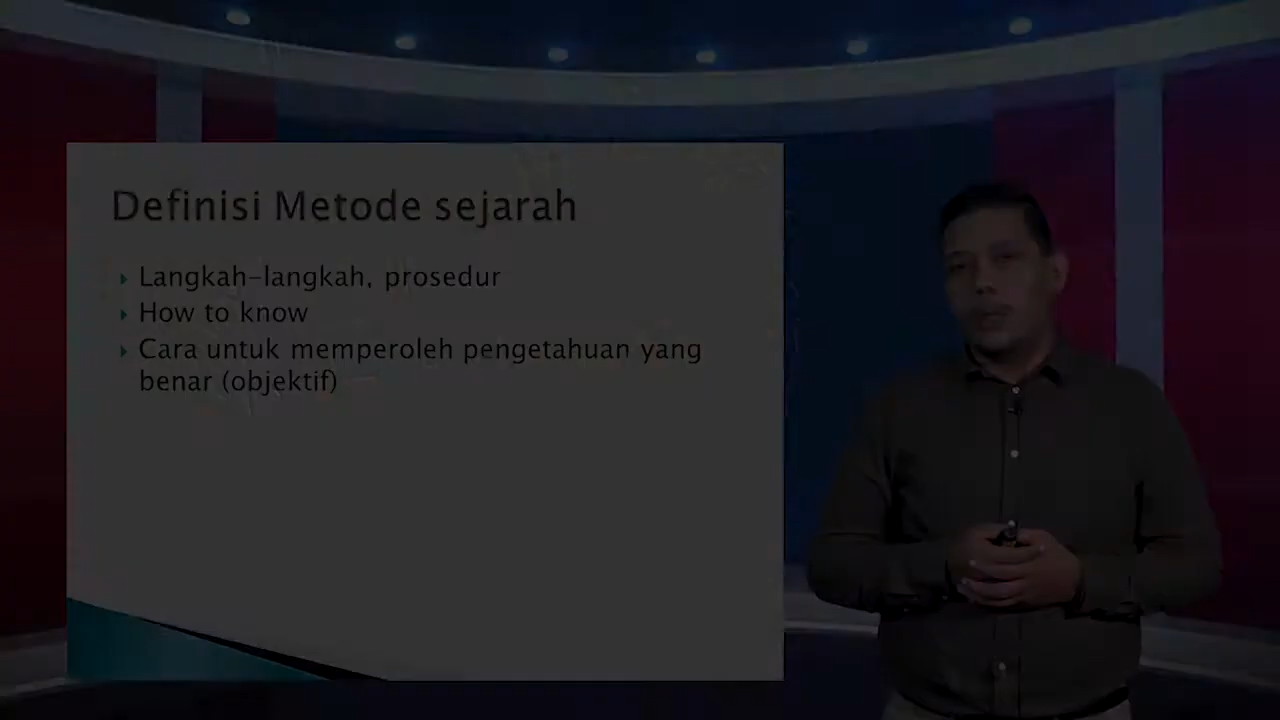 Definisi Metode sejarah
Langkah-langkah, prosedur
How to know
Cara untuk memperoleh pengetahuan yang
benar (objektif)